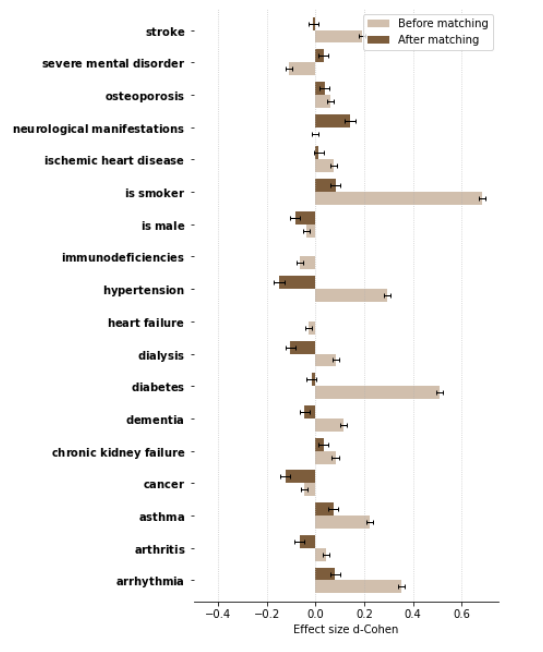 Before matching
After matching
stroke
severe mental disorder
osteoporosis
neurological manifestations
ischemic heart disease
is smoker
is male
immunodeficiencies
hypertension
heart failure
dialysis
diabetes
dementia
chronic kidney failure
cancer
asthma
arthritis
arrhythmia
−0.4 −0.2 0.0 0.2 0.4 0.6
Effect size d-Cohen